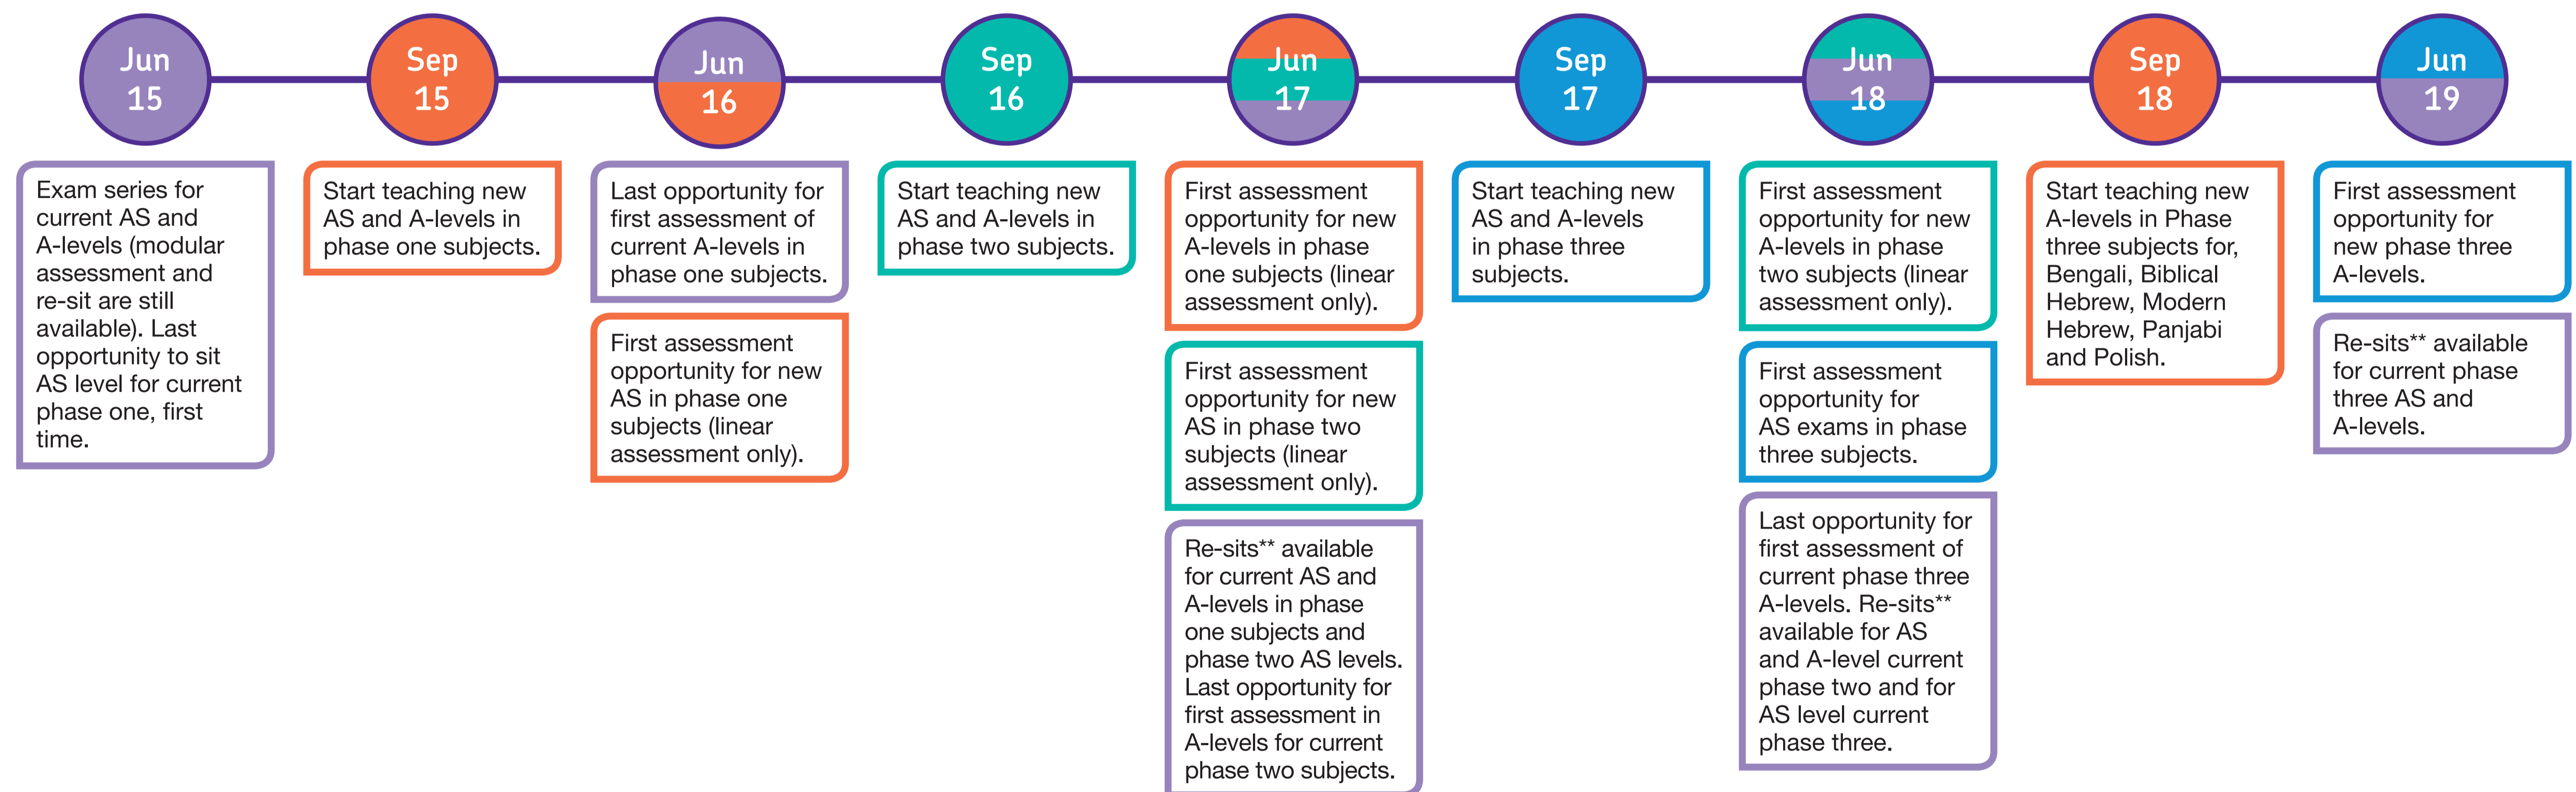 Jun
15
Sep
15
Jun
16
Sep
16
Jun
17
Sep
17
Jun
18
Sep
18
Jun
19
Exam series for
current AS and
A-levels (modular
assessment and
re-sit are still
available). Last
opportunity to sit
AS level for current
phase one, first
time.
Start teaching new
AS and A-levels in
phase one subjects.
Last opportunity for
first assessment of
current A-levels in
phase one subjects.
First assessment
opportunity for new
AS in phase one
subjects (linear
assessment only).
Start teaching new
AS and A-levels in
phase two subjects.
First assessment
opportunity for new
A-levels in phase
one subjects (linear
assessment only).
First assessment
opportunity for new
AS in phase two
subjects (linear
assessment only).
Re-sits** available
for current AS and
A-levels in phase
one subjects and
phase two AS levels.
Last opportunity for
first assessment in
A-levels for current
phase two subjects.
Start teaching new
AS and A-levels
in phase three
subjects.
First assessment
opportunity for new
A-levels in phase
two subjects (linear
assessment only).
First assessment
opportunity for
AS exams in phase
three subjects.
Last opportunity for
first assessment of
current phase three
A-levels. Re-sits**
available for AS
and A-level current
phase two and for
AS level current
phase three.
Start teaching new
A-levels in Phase
three subjects for,
Bengali, Biblical
Hebrew, Modern
Hebrew, Panjabi
and Polish.
First assessment
opportunity for
new phase three
A-levels.
Re-sits** available
for current phase
three AS and
A-levels.